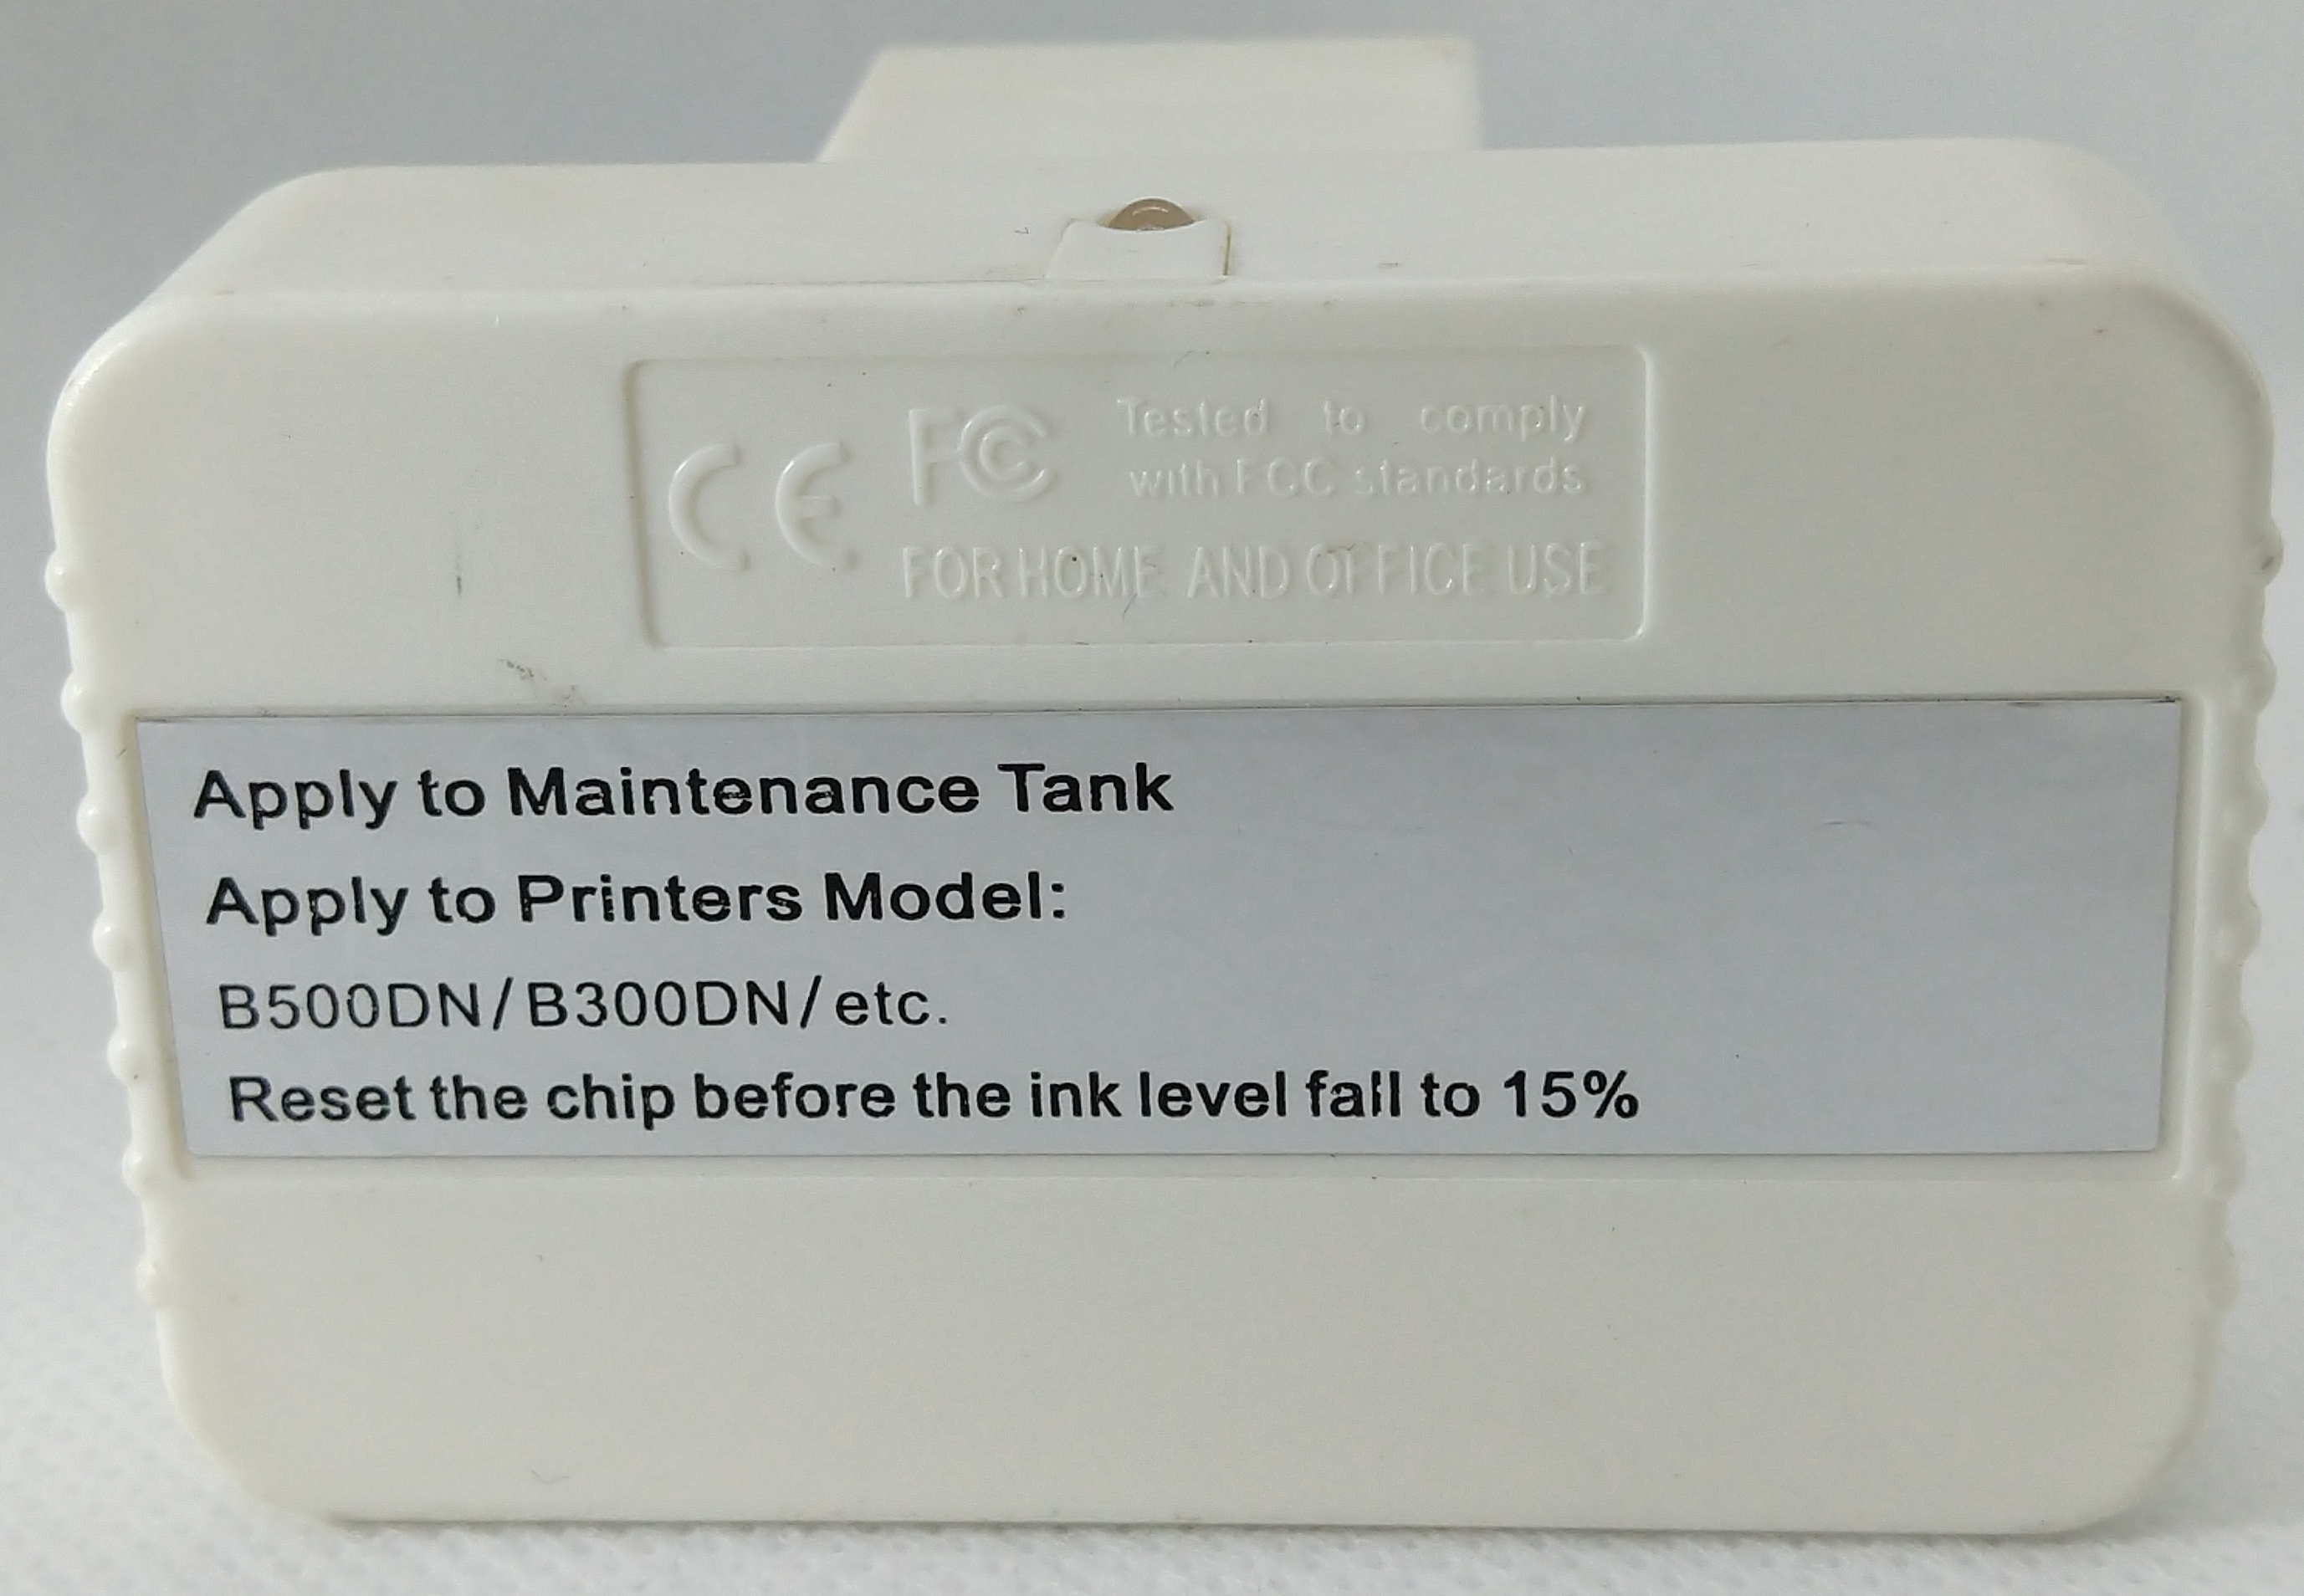 CE FC Tested to comply
with FCC standards
FOR HOME AND OFFICE USE
Apply to Maintenance Tank
Apply to Printers Model:
B500DN/B300DN/etc.
Reset the chip before the ink level fall to 15%